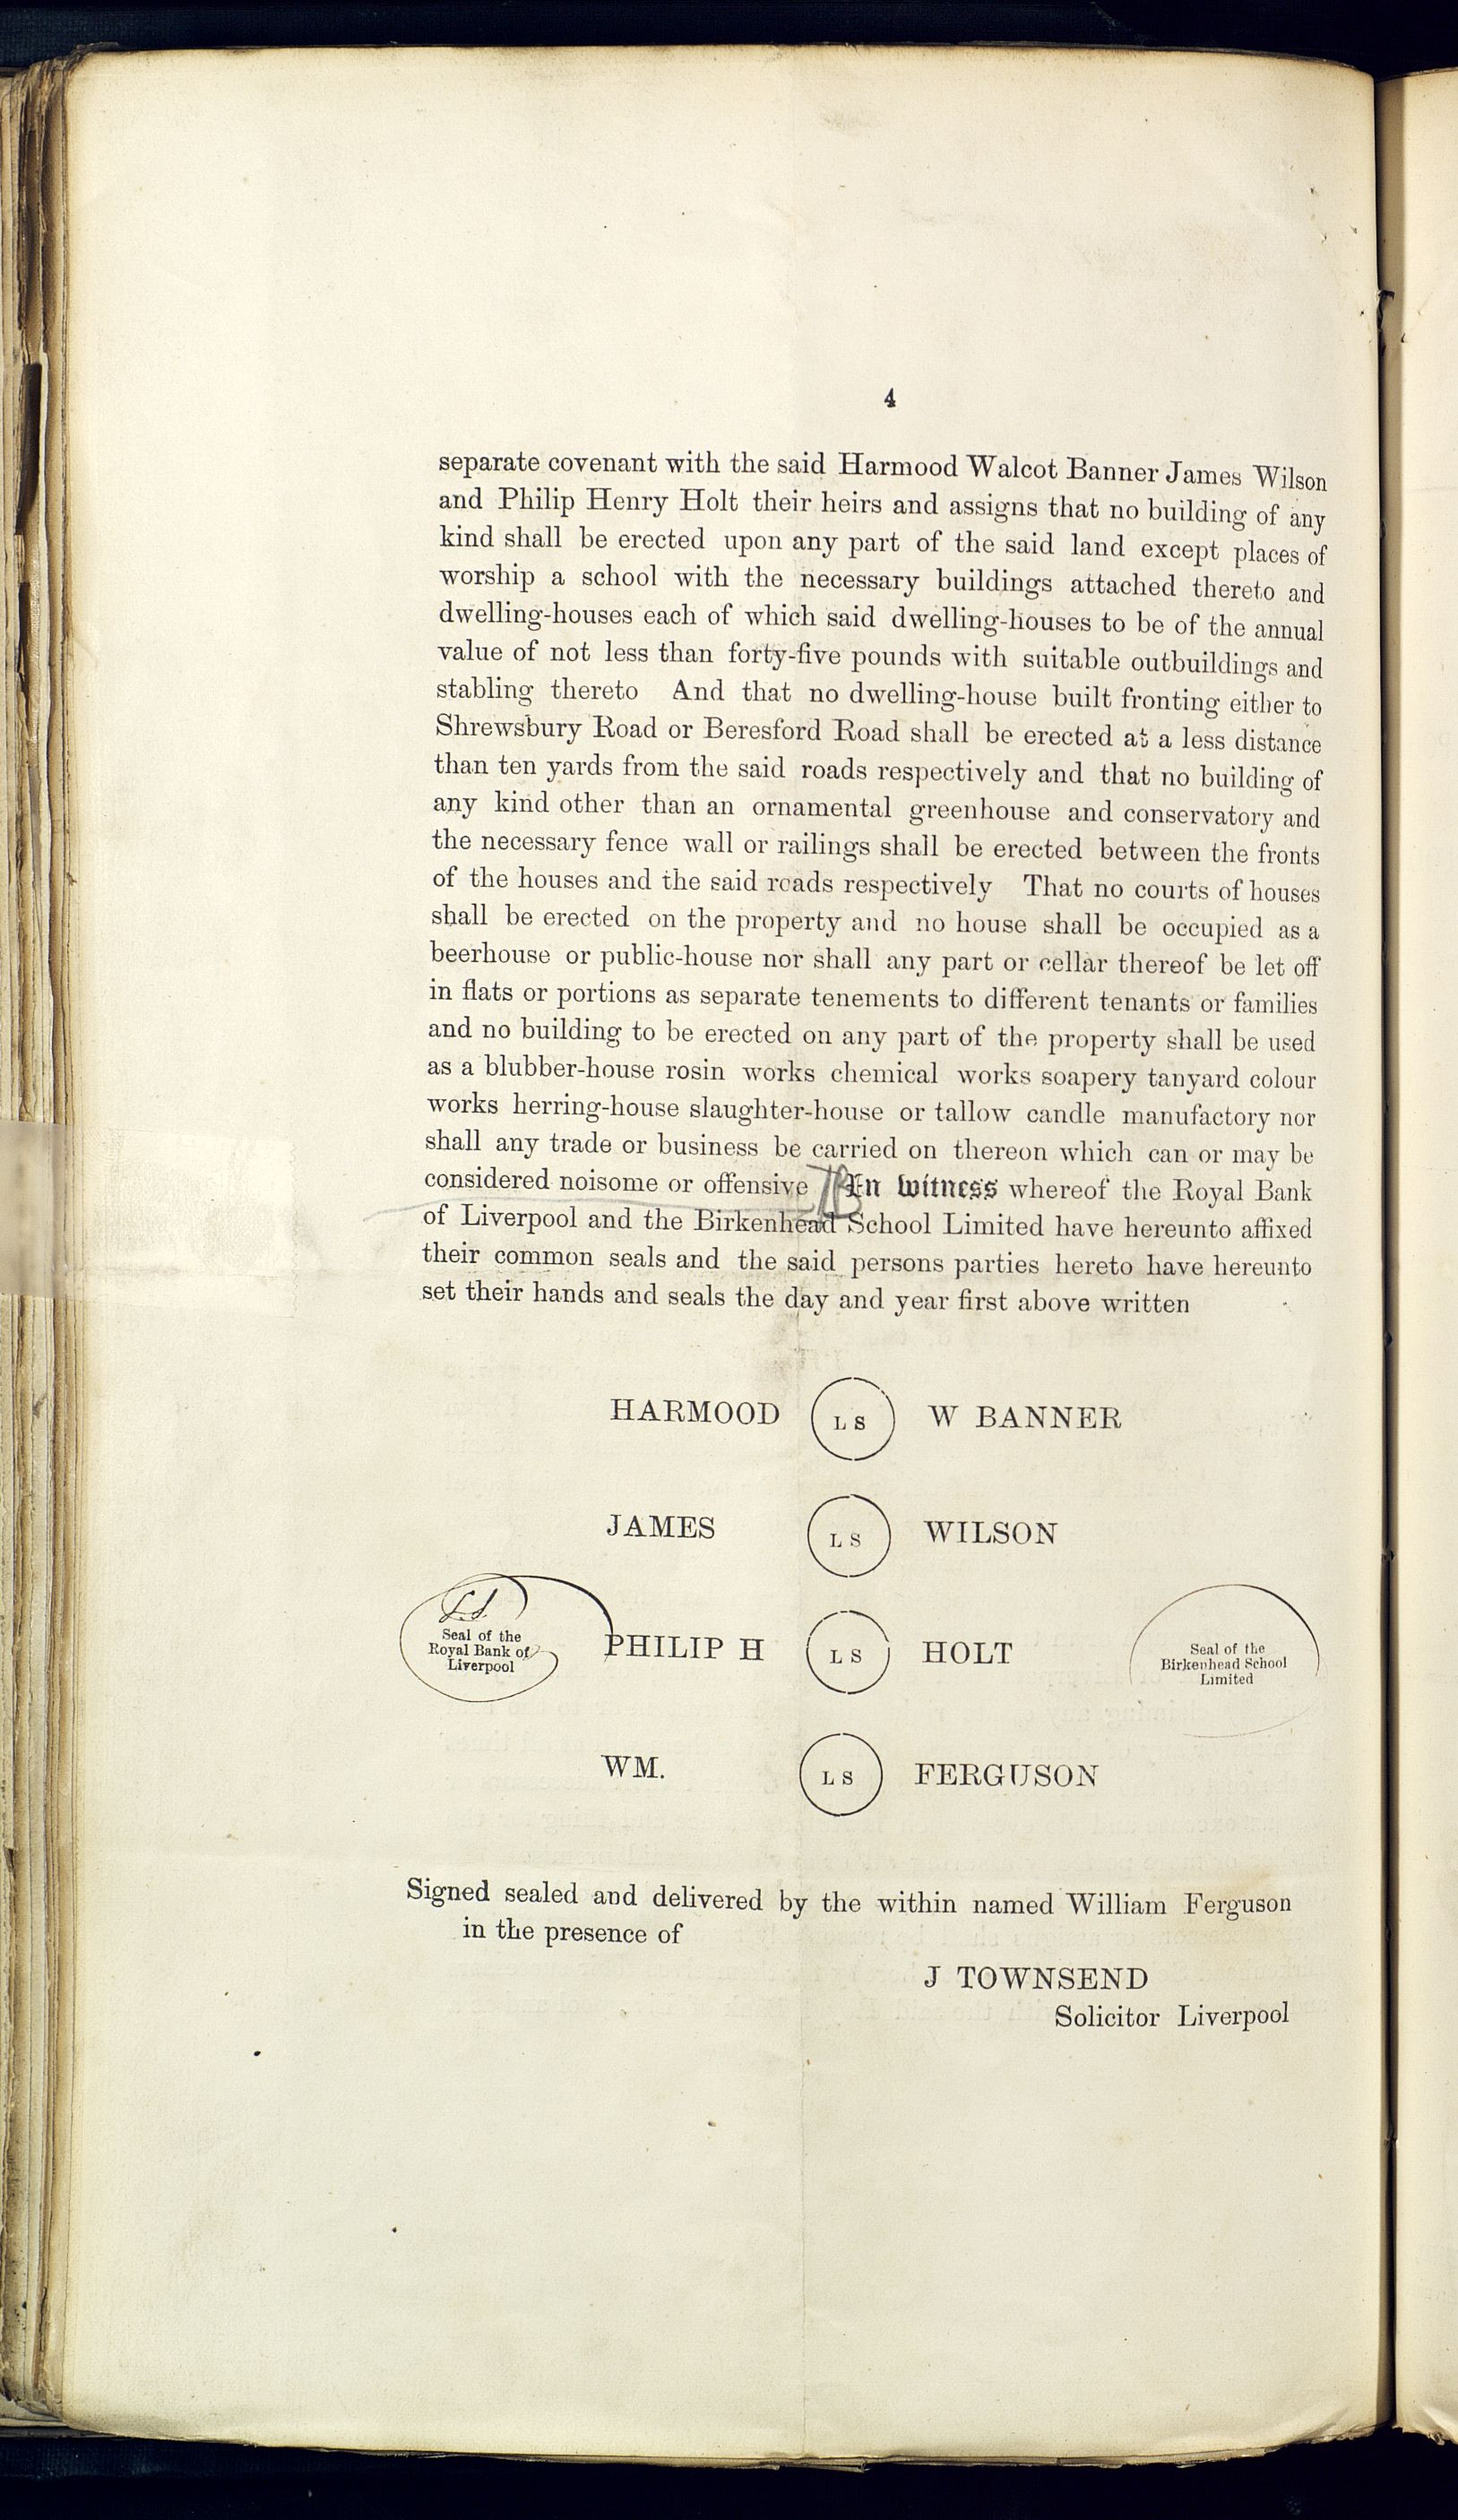 4
separate covenant with the said Harmood Walcot Banner James Wilson
and Philip Henry Holt their heirs and assigns that no building of any
kind shall be erected upon any part of the said land except places of
worship a school with the necessary buildings attached thereto and
dwelling-houses each of which said dwelling-houses to be of the annual
value of not less than forty-five pounds with suitable outbuildings and
stabling thereto And that no dwelling-house built fronting either to
Shrewsbury Road or Beresford Road shall be erected at a less distance
than ten yards from the said roads respectively and that no building of
any kind other than an ornamental greenhouse and conservatory and
the necessary fence wall or railings shall be erected between the fronts
of the houses and the said roads respectively That no courts of houses
shall be erected on the property and no house shall be occupied as a
beerhouse or public-house nor shall any part or cellar thereof be let off
in flats or portions as separate tenements to different tenants or families
and no building to be erected on any part of the property shall be used
as a blubber-house rosin works chemical works soapery tanyard colour
works herring-house slaughter-house or tallow candle manufactory nor
shall any trade or business be carried on thereon which can or may be
considered noisome or offensive In witness whereof the Royal Bank
of Liverpool and the Birkenhead School Limited have hereunto affixed
their common seals and the said persons parties hereto have hereunto
set their hands and seals the day and year first above written
HARMOOD L S W BANNER
JAMES L S WILSON
Seal of the
Royal Bank of
Liverpool
PHILIP H L S HOLT
Seal of the
Birkenhead School
Limited
WM. L S FERGUSON
Signed sealed and delivered by the within named William Ferguson
in the presence of
J TOWNSEND
Solicitor Liverpool